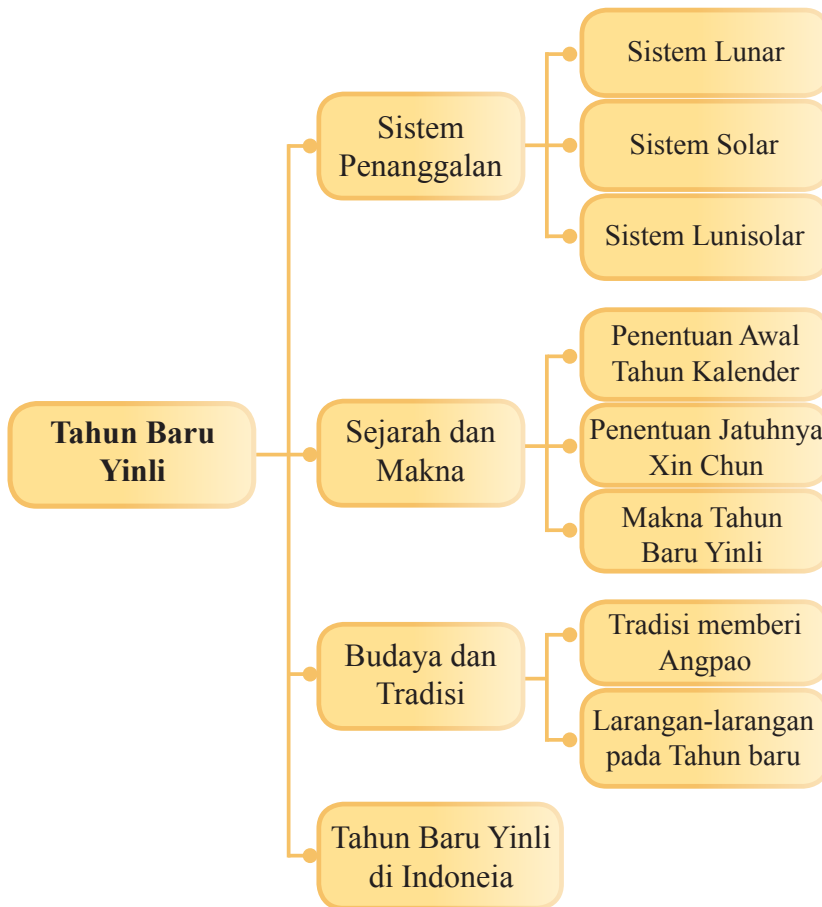 Tahun Baru
Yinli
Sistem
Penanggalan
Sistem Lunar
Sistem Solar
Sistem Lunisolar
Sejarah dan
Makna
Penentuan Awal
Tahun Kalender
Penentuan Jatuhnya
Xin Chun
Makna Tahun
Baru Yinli
Budaya dan
Tradisi
Tradisi memberi
Angpao
Larangan-larangan
pada Tahun baru
Tahun Baru Yinli
di Indoneia